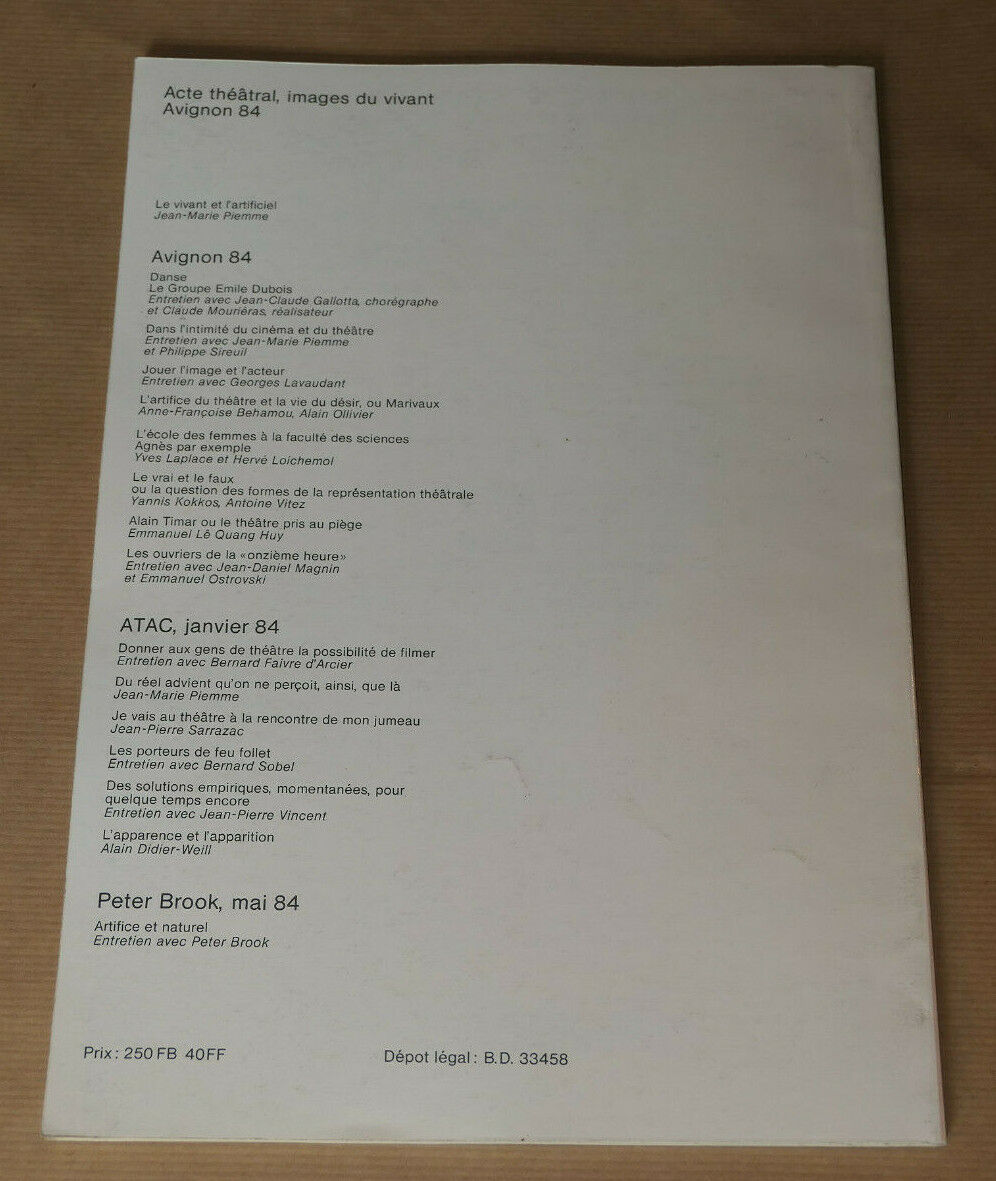 Acte théâtral, images du vivant
Avignon 84
Le vivant et l'artificiel
Jean-Marie Piemme
Avignon 84
Danse
Le Groupe Emile Dubois
Entretien avec Jean-Claude Gallotta, chorégraphe
et Claude Mouriéras, réalisateur
Dans l'intimité du cinéma et du théâtre
Entretien avec Jean-Marie Piemme
et Philippe Sireuil
Jouer l'image et l'acteur
Entretien avec Georges Lavaudant
L'artifice du théâtre et la vie du désir, ou Marivaux
Anne-Françoise Behamou, Alain Ollivier
L'école des femmes à la faculté des sciences
Agnès par exemple
Yves Laplace et Hervé Loichemol
Le vrai et le faux
ou la question des formes de la représentation théâtrale
Yannis Kokkos, Antoine Vitez
Alain Timar ou le théâtre pris au piège
Emmanuel Lê Quang Huy
Les ouvriers de la «onzième heure»
Entretien avec Jean-Daniel Magnin
et Emmanuel Ostrovski
ATAC, janvier 84
Donner aux gens de théâtre la possibilité de filmer
Entretien avec Bernard Faivre d'Arcier
Du réel advient qu'on ne perçoit, ainsi, que là
Jean-Marie Piemme
Je vais au théâtre à la rencontre de mon jumeau
Jean-Pierre Sarrazac
Les porteurs de feu follet
Entretien avec Bernard Sobel
Des solutions empiriques, momentanées, pour
quelque temps encore
Entretien avec Jean-Pierre Vincent
L'apparence et l'apparition
Alain Didier-Weill
Peter Brook, mai 84
Artifice et naturel
Entretien avec Peter Brook
Prix : 250 FB 40 FF
Dépot légal : B.D. 33458